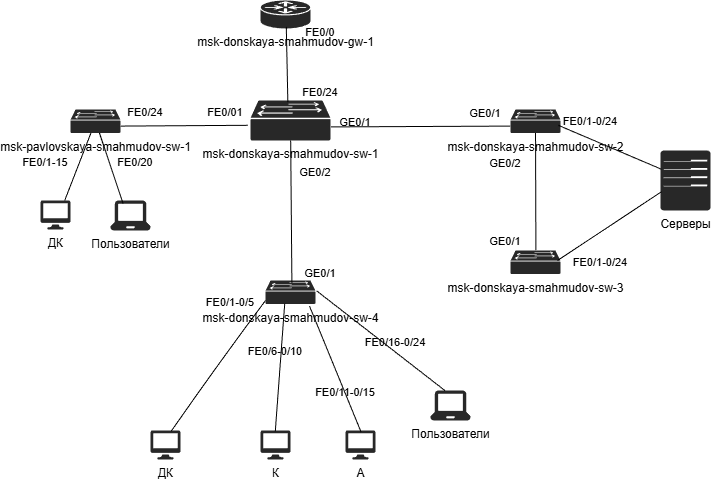 FE0/0
msk-donskaya-smahmudov-gw-1
FE0/24
FE0/24
FE0/01
GE0/1
GE0/1
FE0/1-0/24
msk-pavlovskaya-smahmudov-sw-1
msk-donskaya-smahmudov-sw-1
msk-donskaya-smahmudov-sw-2
FE0/1-15
FE0/20
GE0/2
GE0/2
Серверы
ДК
Пользователи
GE0/1
FE0/1-0/24
GE0/1
msk-donskaya-smahmudov-sw-3
FE0/1-0/5
msk-donskaya-smahmudov-sw-4
FE0/6-0/10
FE0/16-0/24
FE0/11-0/15
Пользователи
ДК
К
А